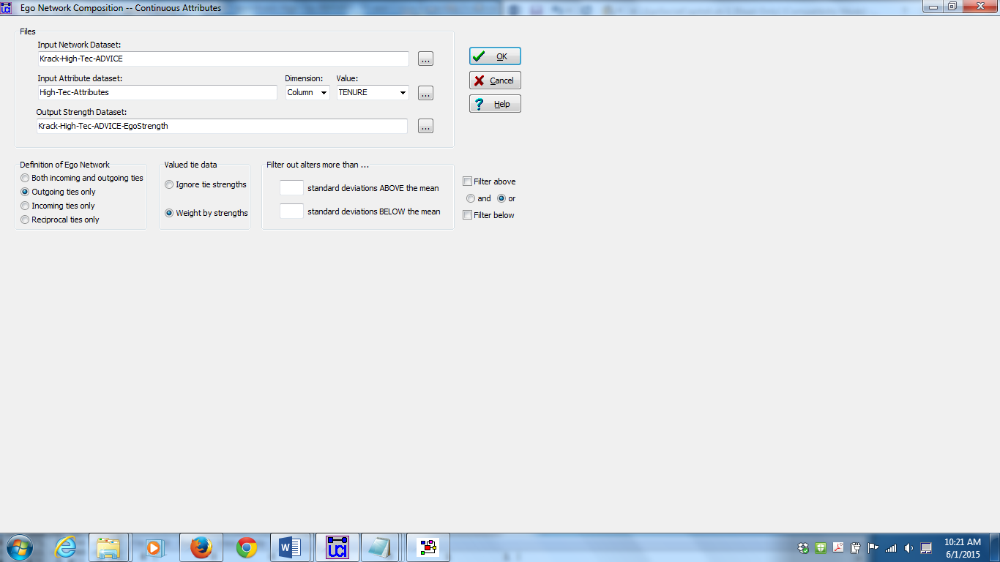 Ego Network Composition -- Continuous Attributes
Files
Input Network Dataset:
Krack-High-Tec-ADVICE
...
Input Attribute dataset: Dimension: Value:
High-Tec-Attributes Column TENURE ...
Output Strength Dataset:
Krack-High-Tec-ADVICE-EgoStrength ...
OK
Cancel
? Help
Definition of Ego Network
Both incoming and outgoing ties
Outgoing ties only
Incoming ties only
Reciprocal ties only
Valued tie data
Ignore tie strengths
Weight by strengths
Filter out alters more than ...
standard deviations ABOVE the mean
standard deviations BELOW the mean
Filter above
and or
Filter below
W
UCI
10:21 AM
6/1/2015